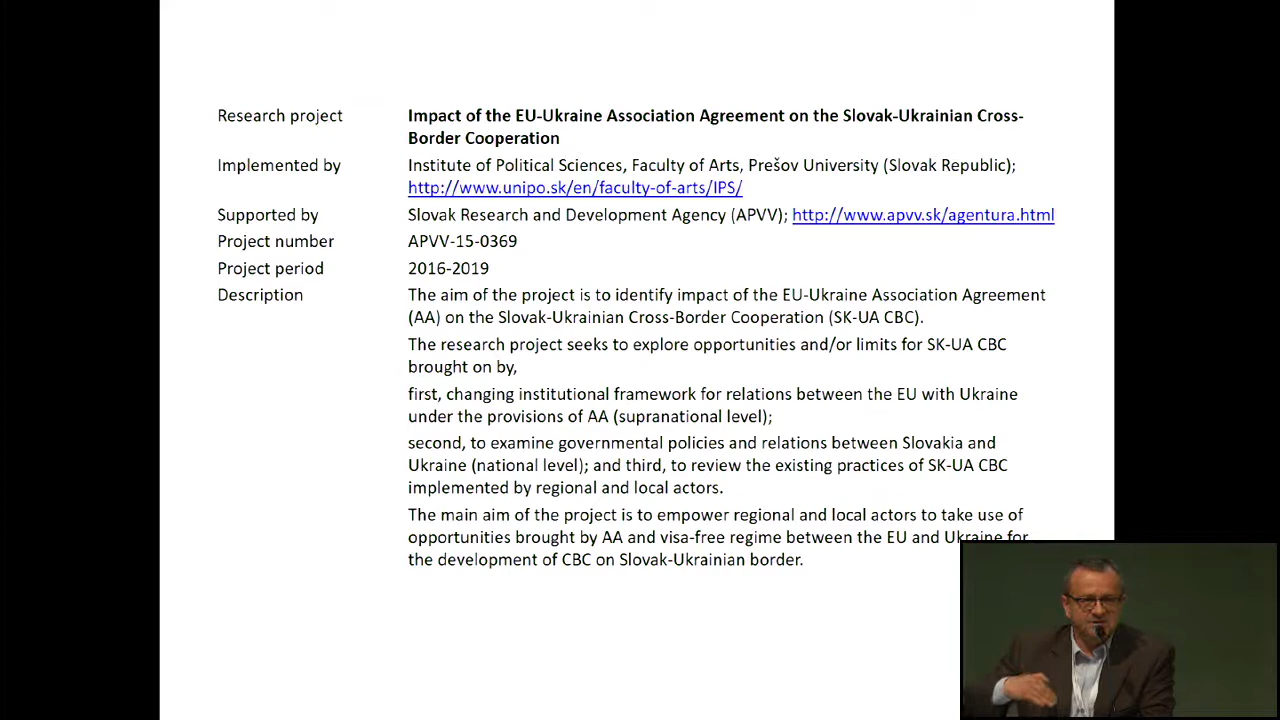 Research project Impact of the EU-Ukraine Association Agreement on the Slovak-Ukrainian Cross-
Border Cooperation
Implemented by Institute of Political Sciences, Faculty of Arts, Prešov University (Slovak Republic);
http://www.unipo.sk/en/faculty-of-arts/IPS/
Supported by Slovak Research and Development Agency (APVV); http://www.apvv.sk/agentura.html
Project number APVV-15-0369
Project period 2016-2019
Description The aim of the project is to identify impact of the EU-Ukraine Association Agreement
(AA) on the Slovak-Ukrainian Cross-Border Cooperation (SK-UA CBC).
The research project seeks to explore opportunities and/or limits for SK-UA CBC
brought on by,
first, changing institutional framework for relations between the EU with Ukraine
under the provisions of AA (supranational level);
second, to examine governmental policies and relations between Slovakia and
Ukraine (national level); and third, to review the existing practices of SK-UA CBC
implemented by regional and local actors.
The main aim of the project is to empower regional and local actors to take use of
opportunities brought by AA and visa-free regime between the EU and Ukraine for
the development of CBC on Slovak-Ukrainian border.